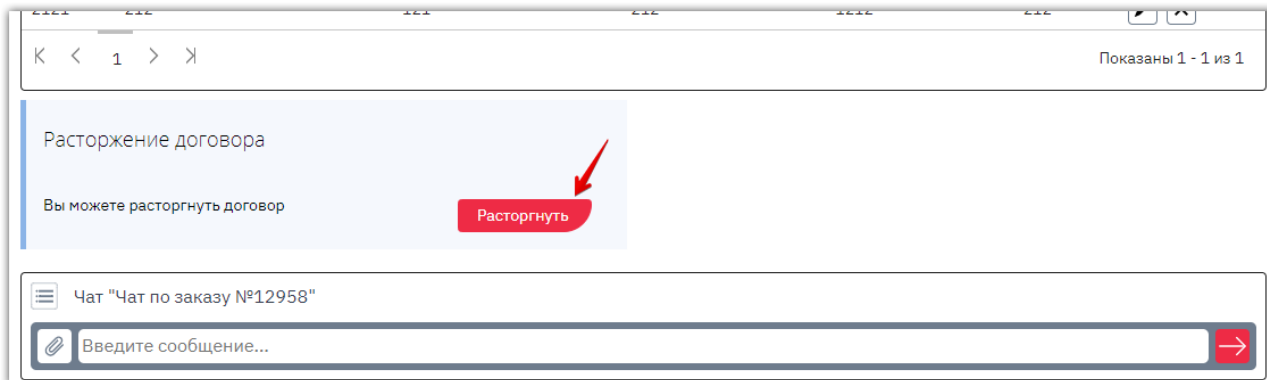 1
Показаны 1 - 1 из 1
Расторжение договора
Вы можете расторгнуть договор
Расторгнуть
Чат "Чат по заказу №12958"
Введите сообщение...